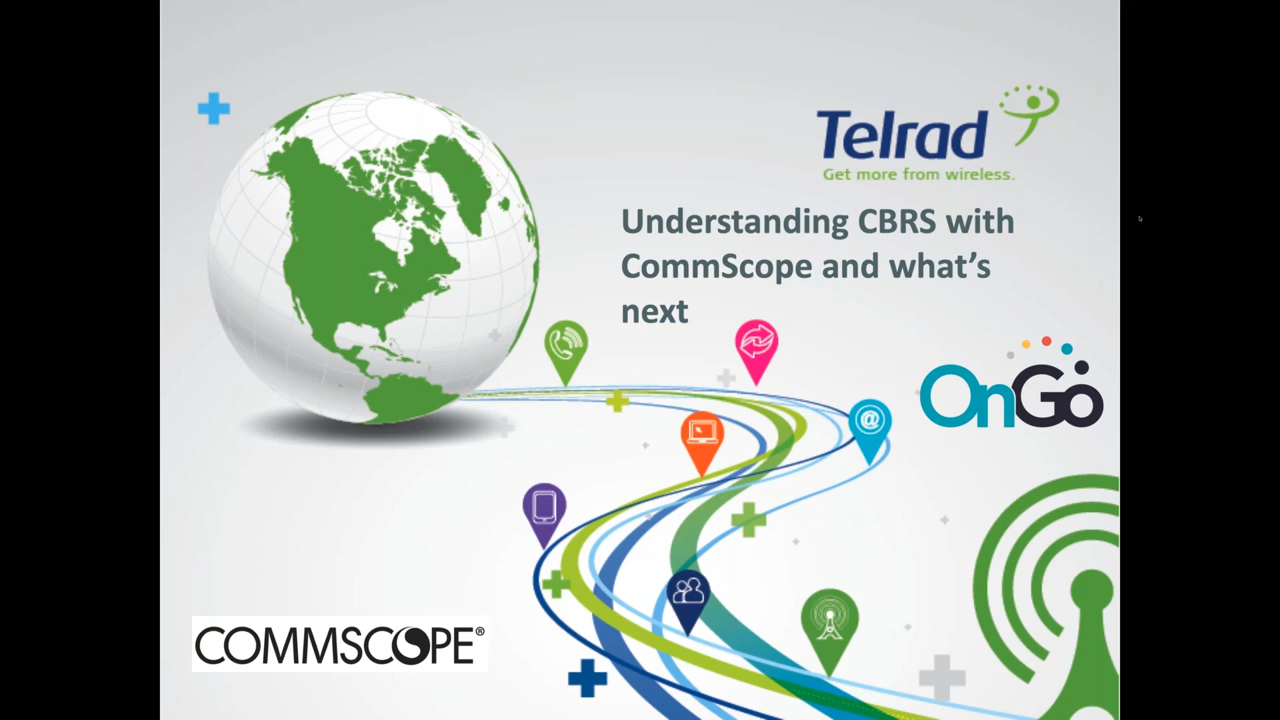 Telrad
Get more from wireless.
Understanding CBRS with
CommScope and what's
next
OnGo
@
COMMSCOPE®